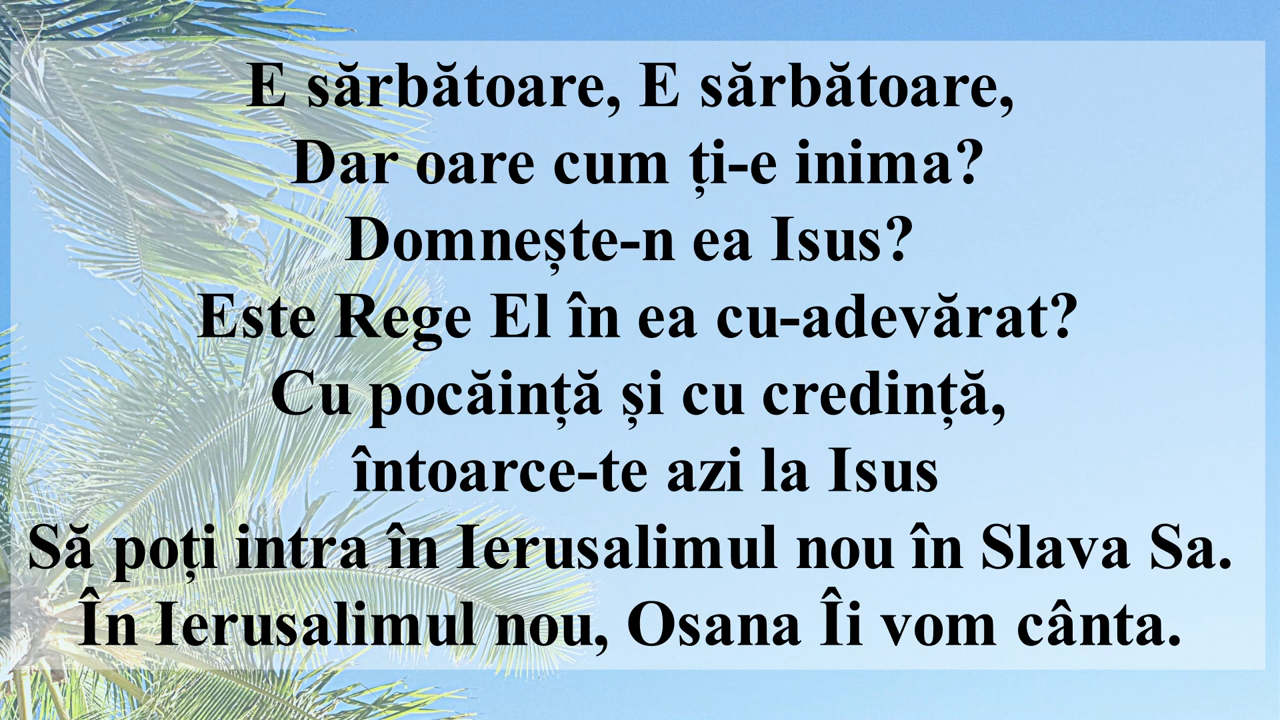 E sărbătoare, E sărbătoare,
Dar oare cum ți-e inima?
Domnește-n ea Isus?
Este Rege El în ea cu-adevărat?
Cu pocăință și cu credință,
întoarce-te azi la Isus
Să poți intra în Ierusalimul nou în Slava Sa.
În Ierusalimul nou, Osana Îi vom cânta.